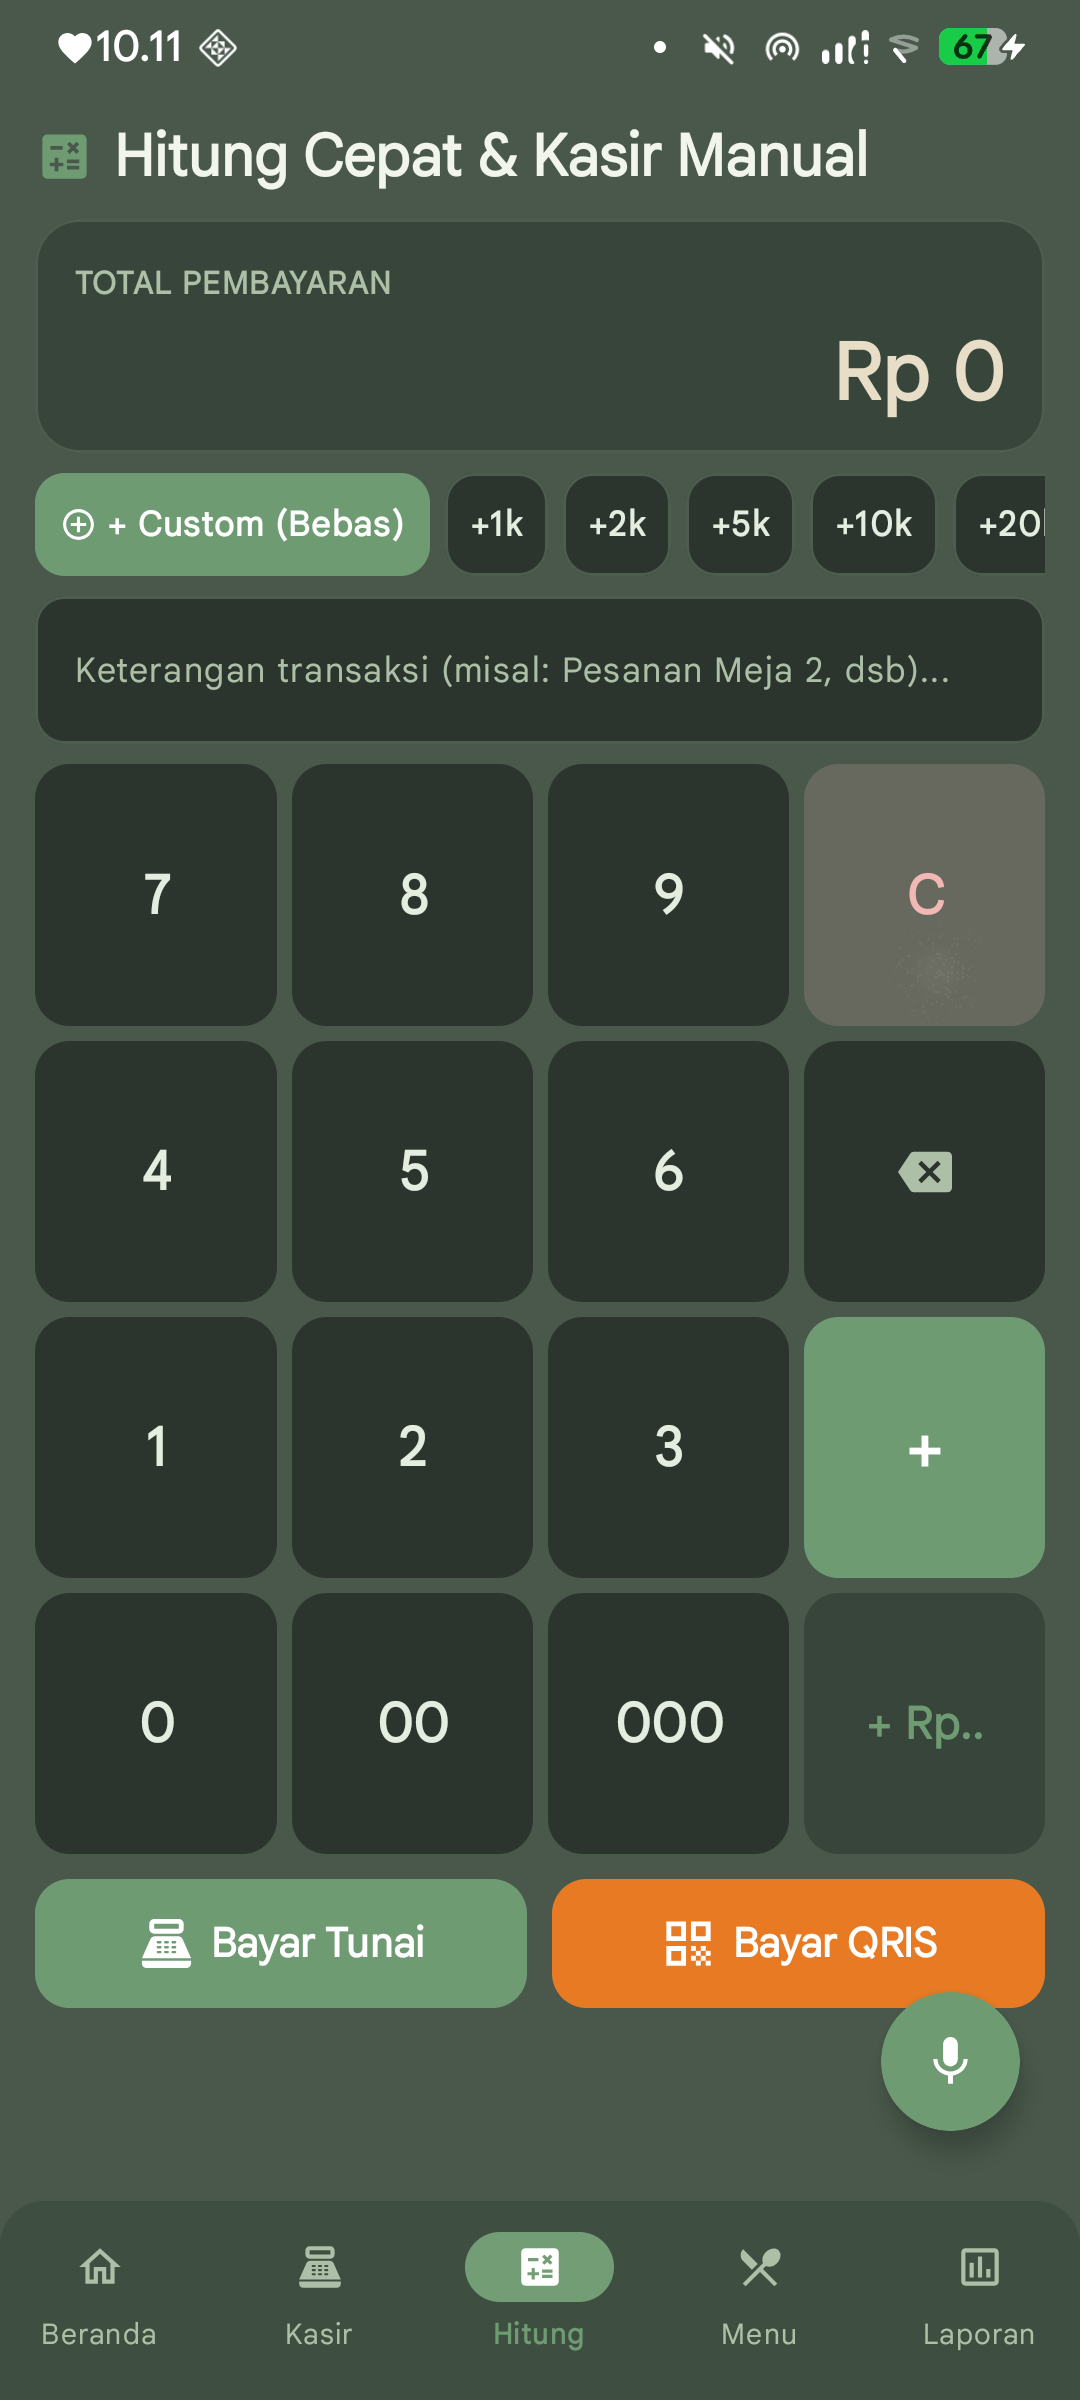 10.11
67
Hitung Cepat & Kasir Manual
TOTAL PEMBAYARAN
Rp 0
+ Custom (Bebas) +1k +2k +5k +10k +20
Keterangan transaksi (misal: Pesanan Meja 2, dsb)...
7 8 9 C
4 5 6
1 2 3 +
0 00 000 + Rp..
Bayar Tunai Bayar QRIS
Beranda Kasir Hitung Menu Laporan